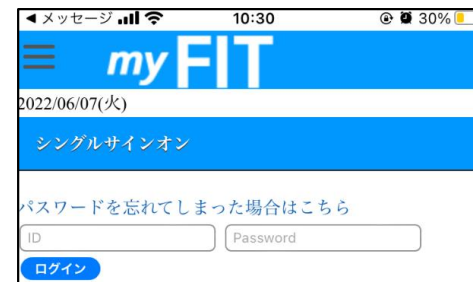 ◀メッセージ 10:30 30%
my FIT
2022/06/07(火)
シングルサインオン
パスワードを忘れてしまった場合はこちら
ID Password
ログイン